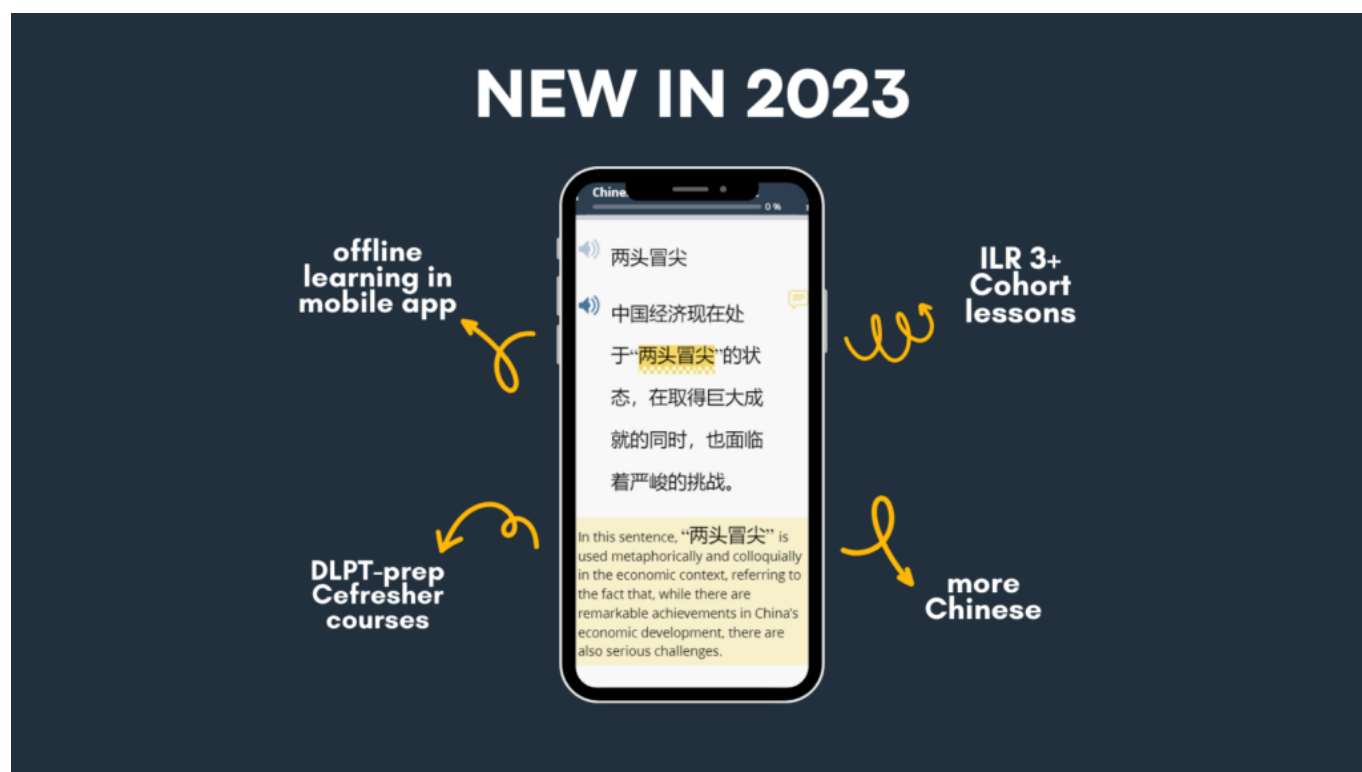 NEW IN 2023
offline
learning in
mobile app
DLPT-prep
Cefresher
courses
0 %
两头冒尖
中国经济现在处
于“两头冒尖”的状
态，在取得巨大成
就的同时，也面临
着严峻的挑战。
In this sentence, “两头冒尖” is
used metaphorically and colloquially
in the economic context, referring to
the fact that, while there are
remarkable achievements in China's
economic development, there are
also serious challenges.
ILR 3+
Cohort
lessons
more
Chinese